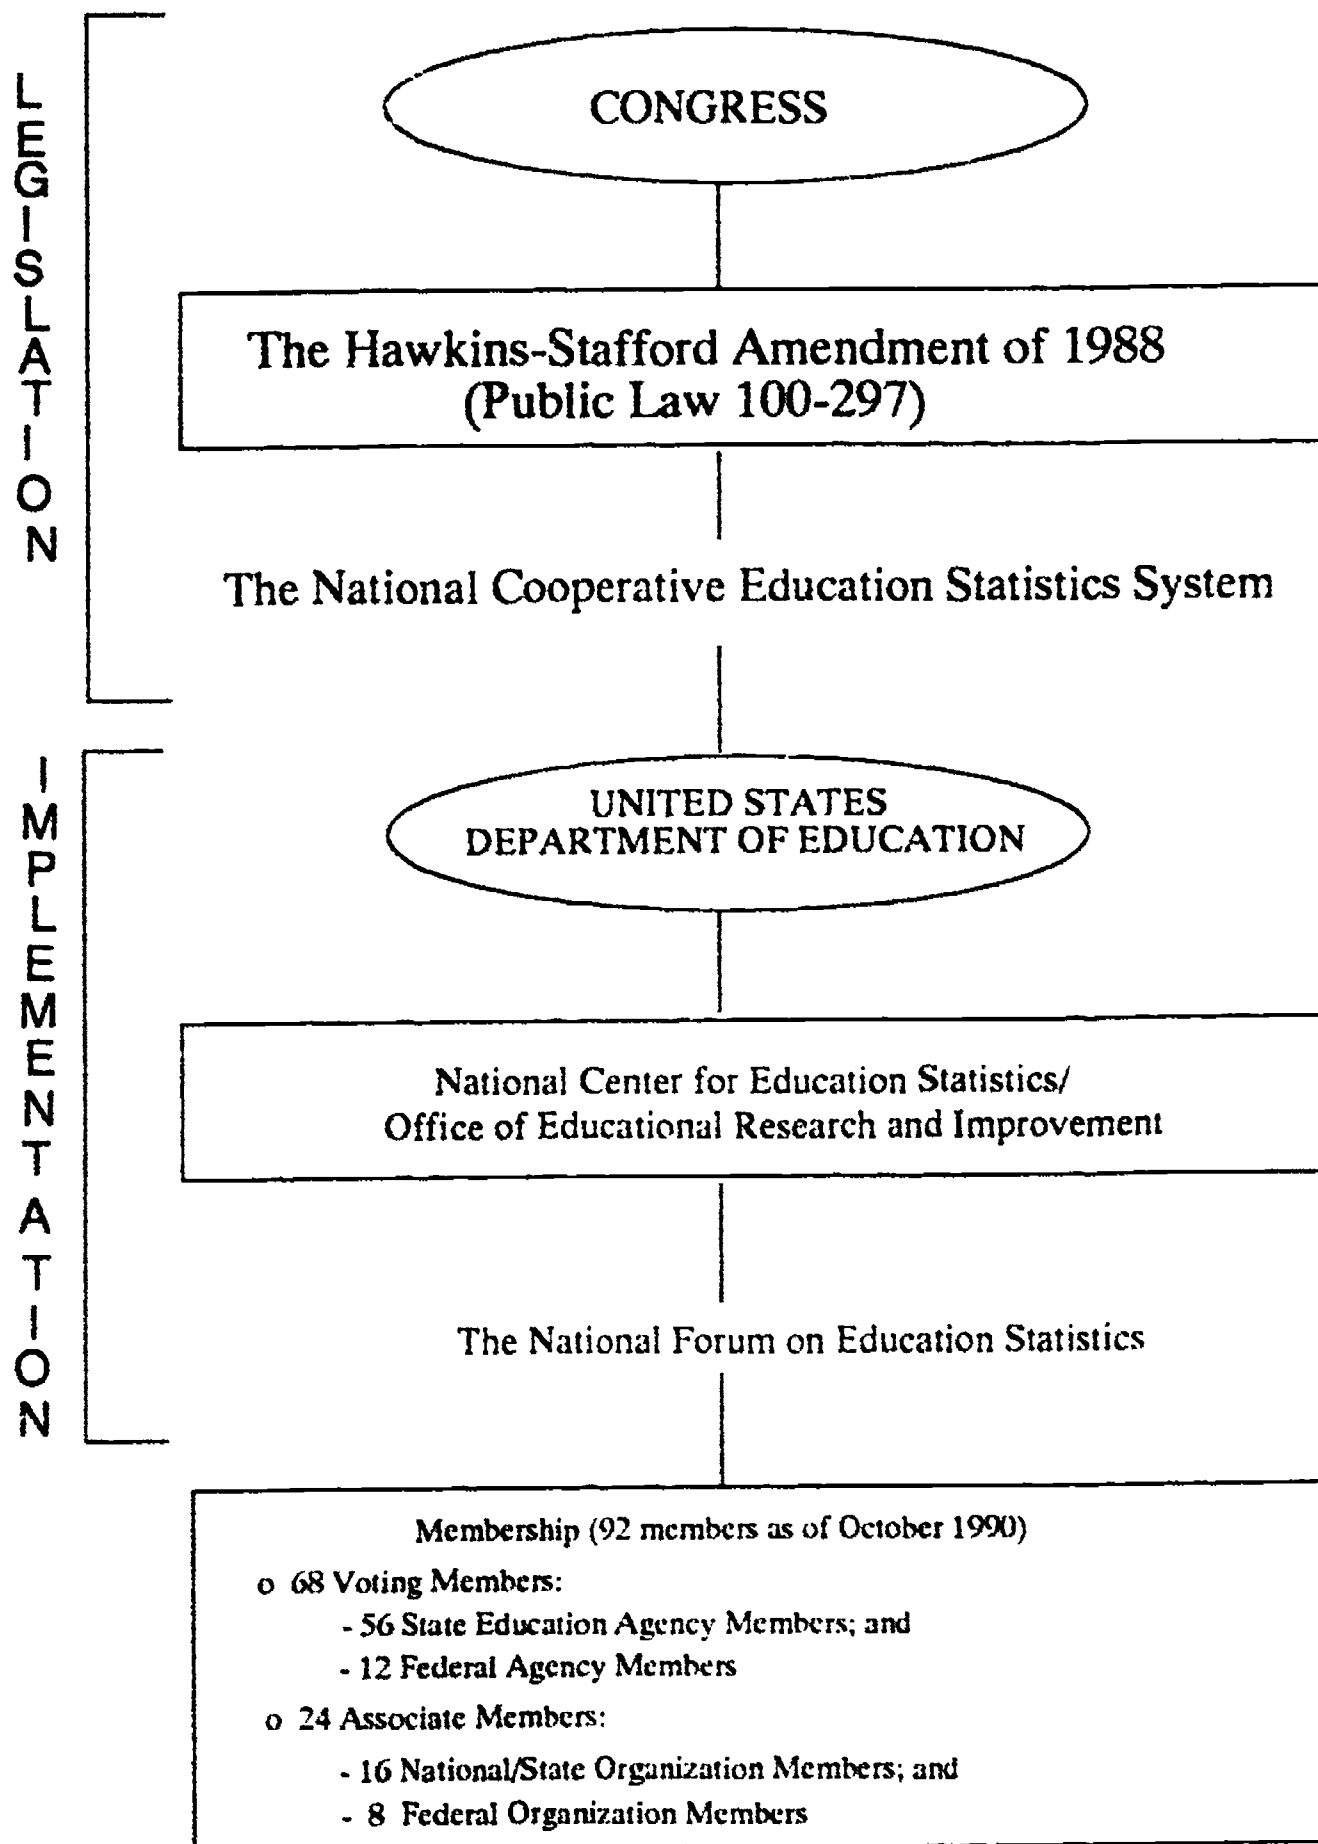 LEGISLATION
CONGRESS
The Hawkins-Stafford Amendment of 1988
(Public Law 100-297)
The National Cooperative Education Statistics System
IMPLEMENTATION
UNITED STATES
DEPARTMENT OF EDUCATION
National Center for Education Statistics/
Office of Educational Research and Improvement
The National Forum on Education Statistics
Membership (92 members as of October 1990)
o 68 Voting Members:
- 56 State Education Agency Members; and
- 12 Federal Agency Members
o 24 Associate Members:
- 16 National/State Organization Members; and
- 8 Federal Organization Members